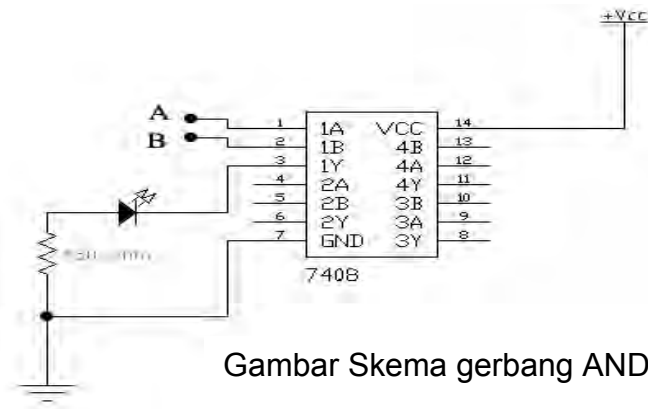 +Vcc
A
B
1 1A VCC 14
2 1B 4B 13
3 1Y 4A 12
4 2A 4Y 11
5 2B 3B 10
6 2Y 3A 9
7 GND 3Y 8
7408
Gambar Skema gerbang AND